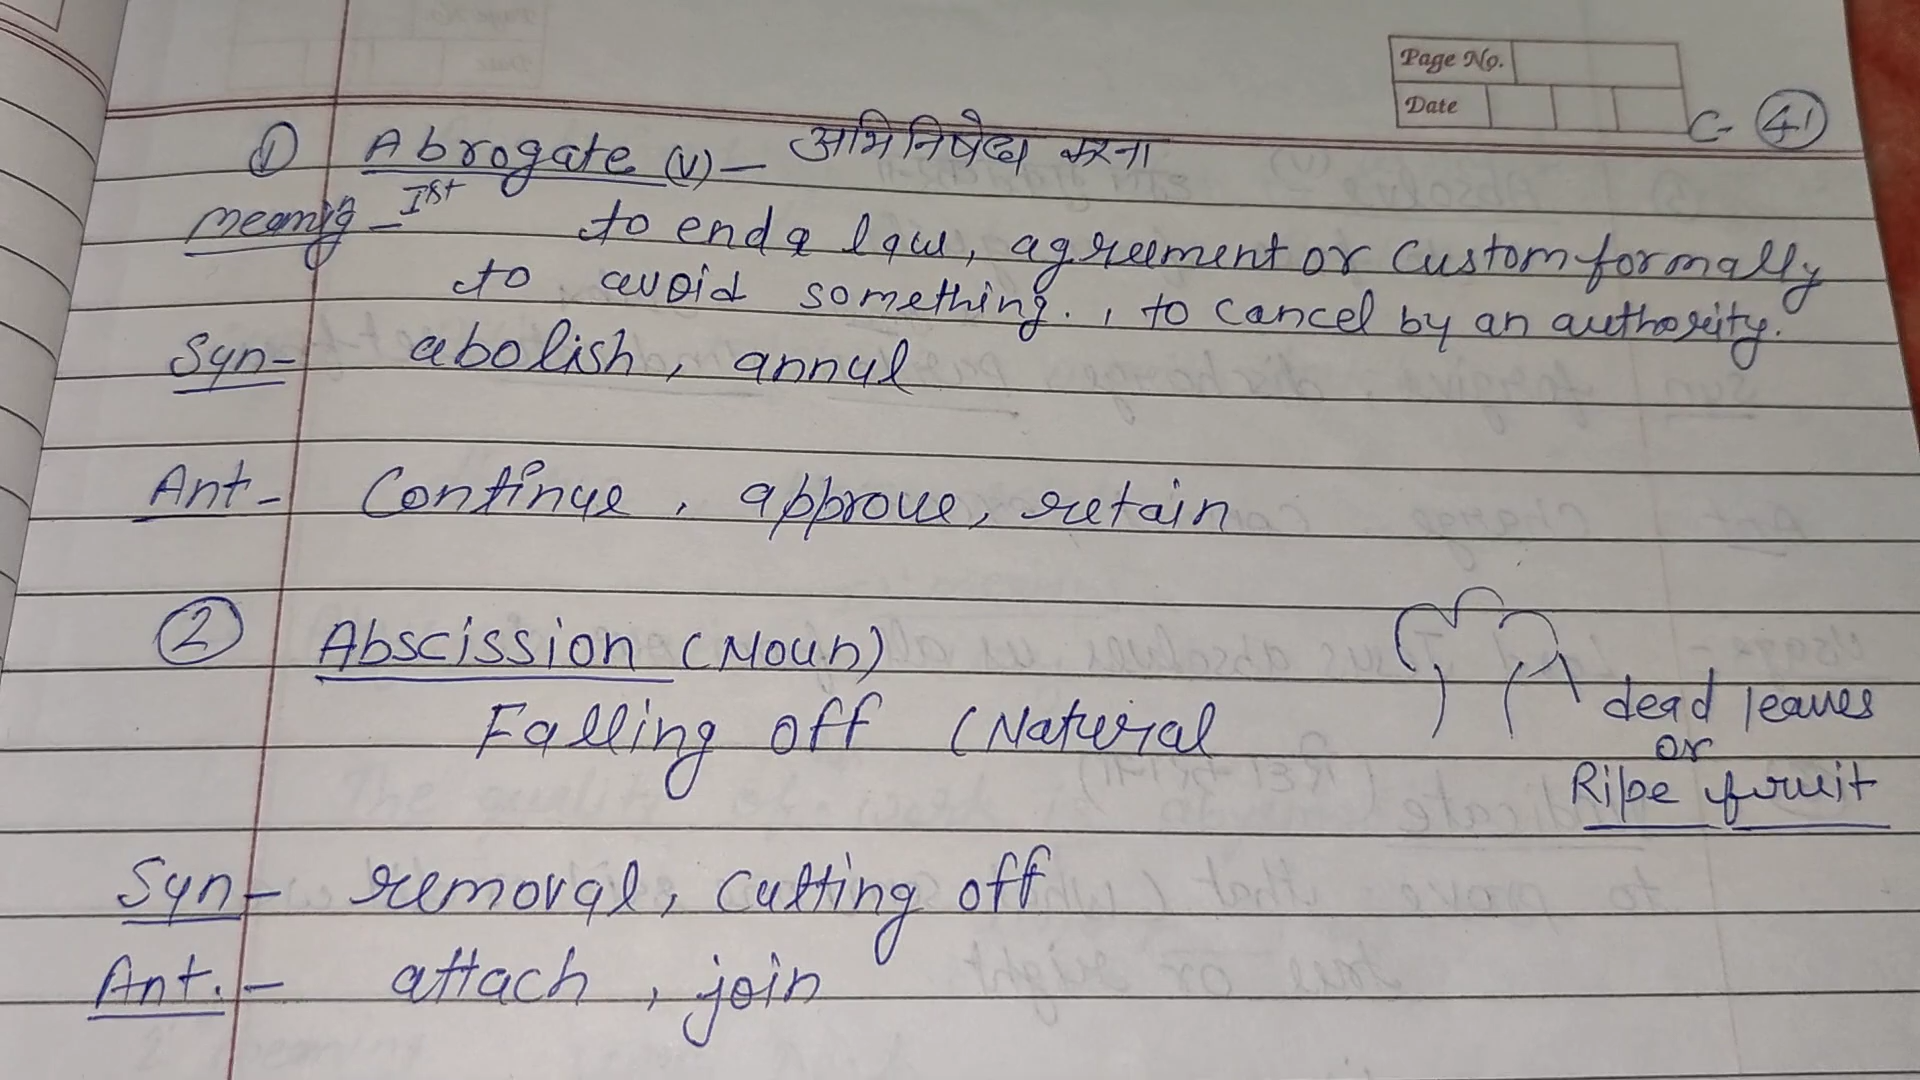 Page No.
Date
C- 41
① Abrogate (v) – अभिनिषेध करना
meaning – Ist to end a law, agreement or custom formally
to avoid something. , to cancel by an authority.
Syn- abolish, annul
Ant- Continue, approve, retain
② Abscission (Noun)
Falling off (Natural
dead leaves
or
Ripe fruit
Syn- removal, cutting off
Ant. - attach, join